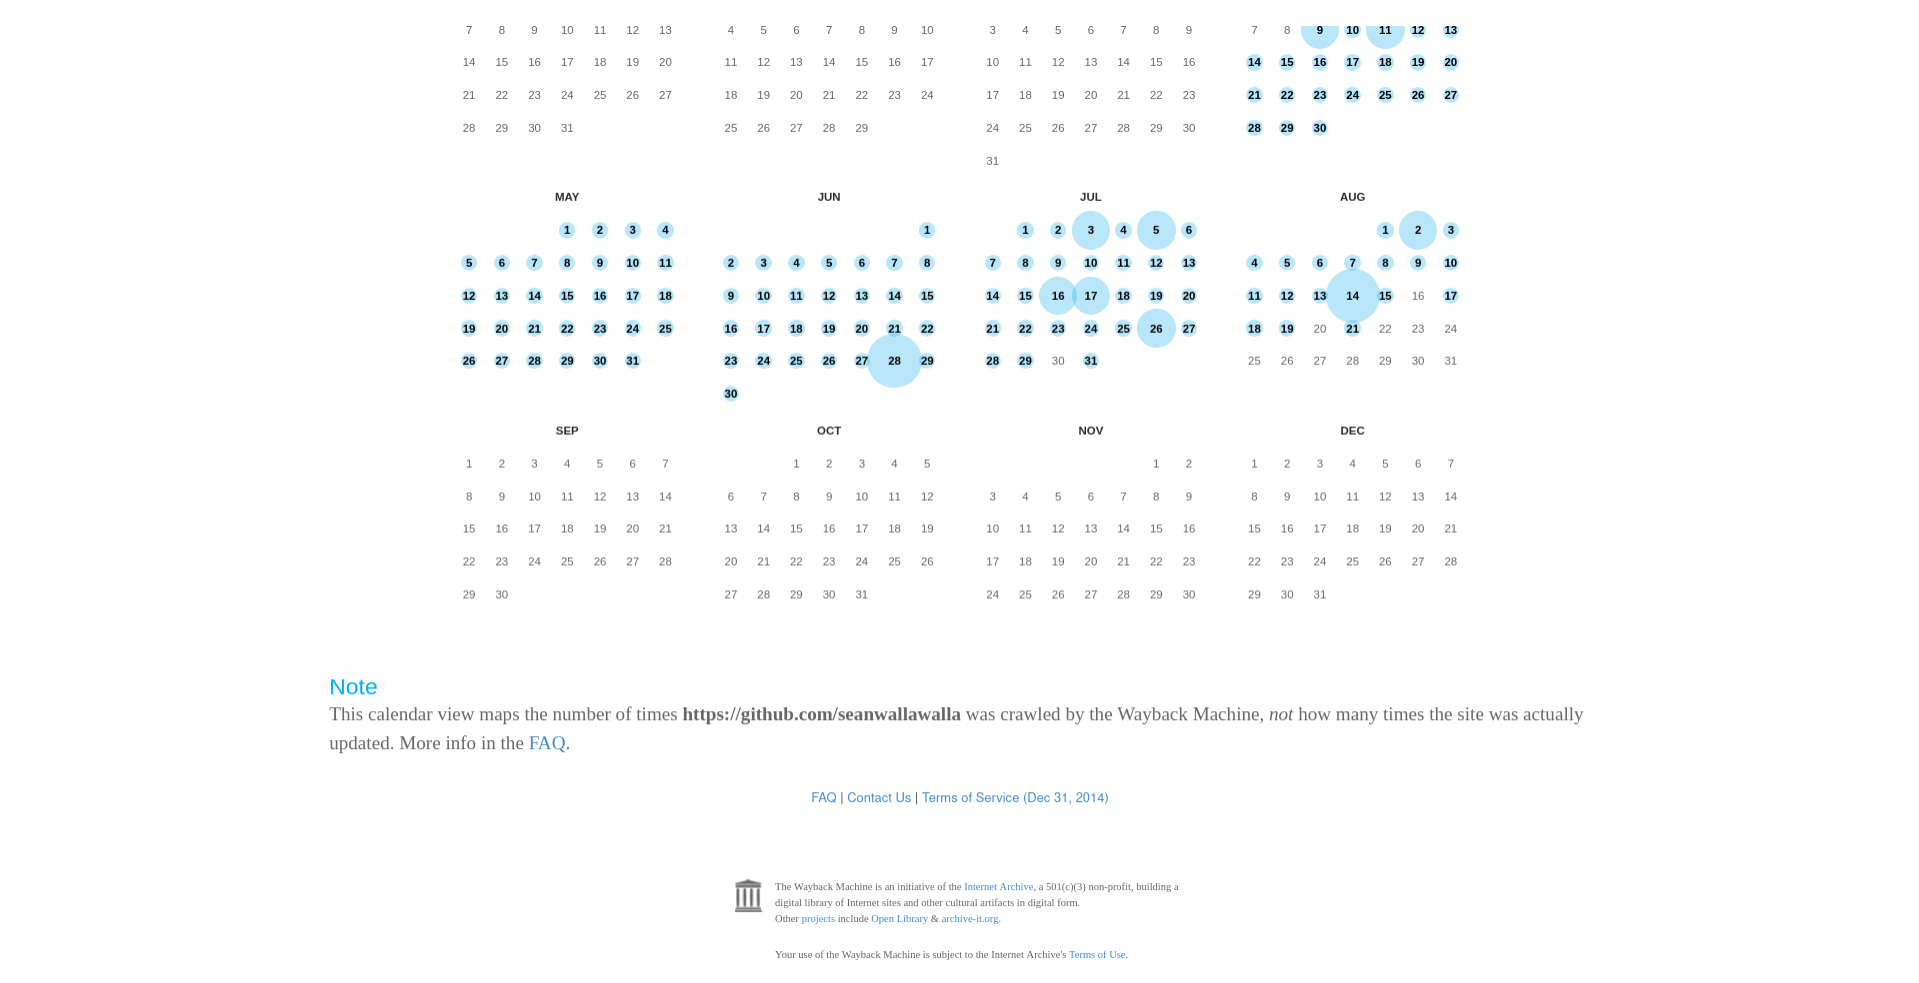 7 8 9 10 11 12 13 4 5 6 7 8 9 10 3 4 5 6 7 8 9 7 8 9 10 11 12 13
14 15 16 17 18 19 20 11 12 13 14 15 16 17 10 11 12 13 14 15 16 14 15 16 17 18 19 20
21 22 23 24 25 26 27 18 19 20 21 22 23 24 17 18 19 20 21 22 23 21 22 23 24 25 26 27
28 29 30 31 25 26 27 28 29 24 25 26 27 28 29 30 28 29 30
31
MAY JUN JUL AUG
1 2 3 4 1 1 2 3 4 5 6 1 2 3
5 6 7 8 9 10 11 2 3 4 5 6 7 8 7 8 9 10 11 12 13 4 5 6 7 8 9 10
12 13 14 15 16 17 18 9 10 11 12 13 14 15 14 15 16 17 18 19 20 11 12 13 14 15 16 17
19 20 21 22 23 24 25 16 17 18 19 20 21 22 21 22 23 24 25 26 27 18 19 20 21 22 23 24
26 27 28 29 30 31 23 24 25 26 27 28 29 28 29 30 31 25 26 27 28 29 30 31
30
SEP OCT NOV DEC
1 2 3 4 5 6 7 1 2 3 4 5 1 2 1 2 3 4 5 6 7
8 9 10 11 12 13 14 6 7 8 9 10 11 12 3 4 5 6 7 8 9 8 9 10 11 12 13 14
15 16 17 18 19 20 21 13 14 15 16 17 18 19 10 11 12 13 14 15 16 15 16 17 18 19 20 21
22 23 24 25 26 27 28 20 21 22 23 24 25 26 17 18 19 20 21 22 23 22 23 24 25 26 27 28
29 30 27 28 29 30 31 24 25 26 27 28 29 30 29 30 31
Note
This calendar view maps the number of times https://github.com/seanwallawalla was crawled by the Wayback Machine, not how many times the site was actually
updated. More info in the FAQ.
FAQ | Contact Us | Terms of Service (Dec 31, 2014)
The Wayback Machine is an initiative of the Internet Archive, a 501(c)(3) non-profit, building a
digital library of Internet sites and other cultural artifacts in digital form.
Other projects include Open Library & archive-it.org.
Your use of the Wayback Machine is subject to the Internet Archive's Terms of Use.